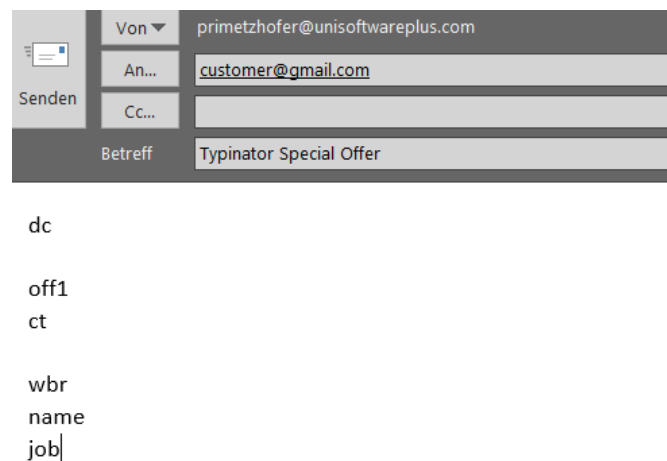 Von primetzhofer@unisoftwareplus.com
Senden
An... customer@gmail.com
Cc...
Betreff Typinator Special Offer
dc
off1
ct
wbr
name
job